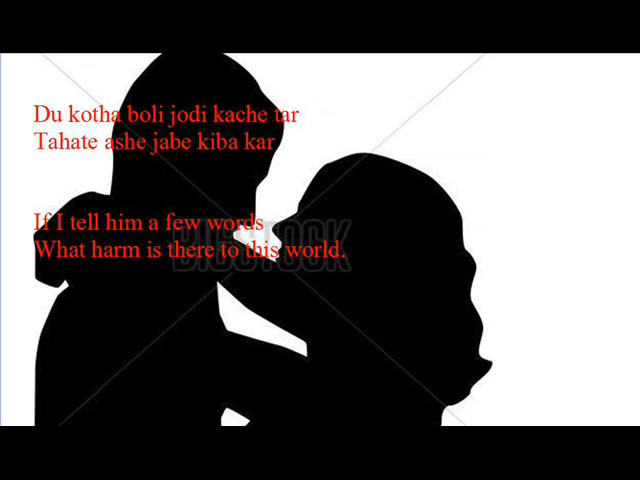 Du kotha boli jodi kache tar
Tahate ashe jabe kiba kar
If I tell him a few words
What harm is there to this world.
BIGSTOCK